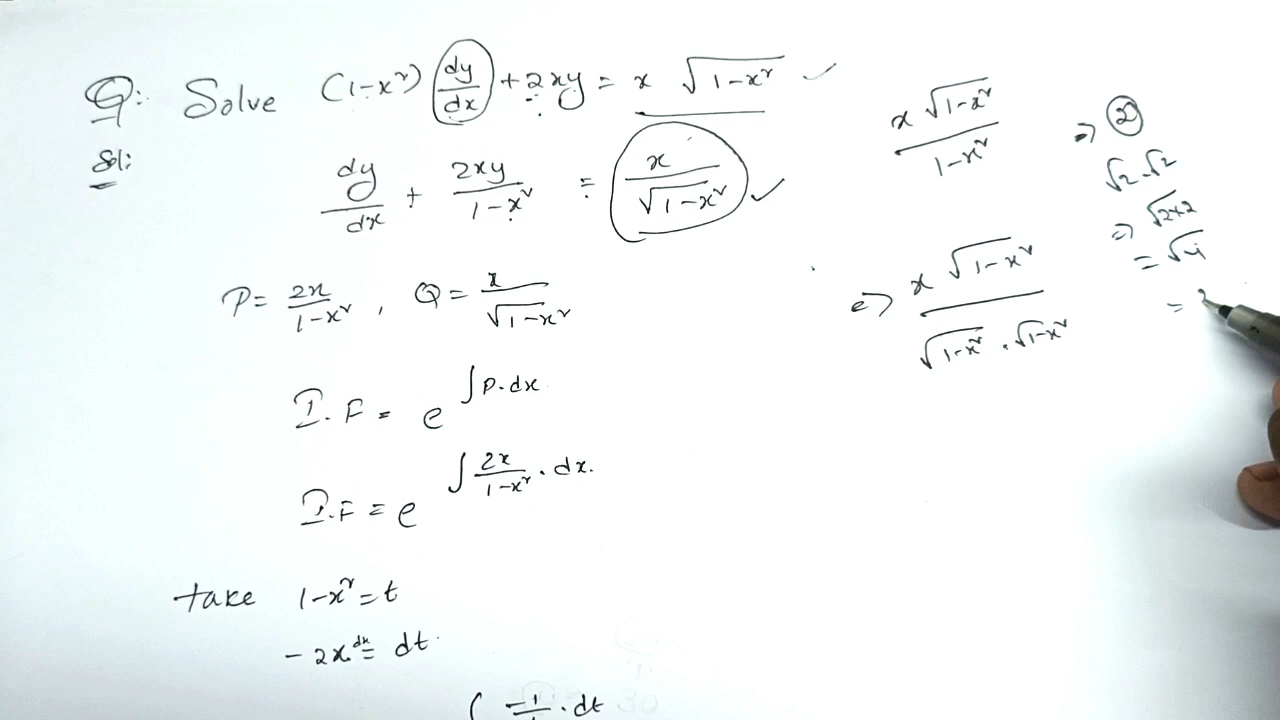 Q: Solve (1-x²) dy/dx + 2xy = x √1-x² ✓
Sol:
dy/dx + 2xy/1-x² = x/√1-x² ✓
P = 2x/1-x² , Q = x/√1-x²
I.F = e^∫P.dx
I.F = e^∫2x/1-x² . dx.
take 1-x² = t
-2x.dx = dt.
-1/ . dt
x √1-x² / 1-x²
=> x √1-x² / √1-x² . √1-x²
=> 2
√2 . √2
=> √2×2
= √4
=